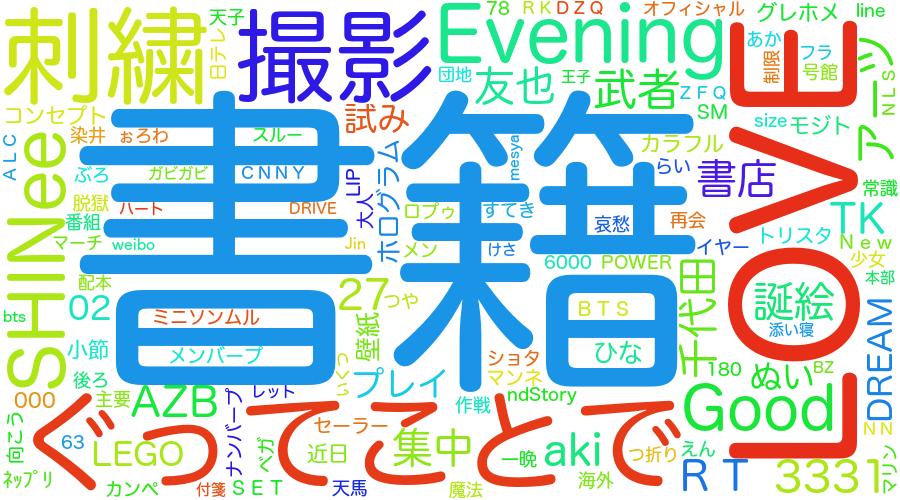 刺繍
天子
日テレ
撮影
Evening
78
ＲＫ
ＤＺＱ
オフィシャル
グレホメ
line
LOVE
あか
制限
フラ
号館
アーツ
ＮＬｓ
団地
友也
王子
武者
ＺＦＱ
SM
size
モジト
コンセプト
染井
ぉろわ
スルー
試み
カラフル
ＡＬＣ
SHINee
ぶろ
ガビガビ
ＣＮＮＹ
LIP
ホログラム
mesya
らい
書店
常識
脱獄
ハート
DRIVE
大人
書籍
ロプゥ
すてき
哀愁
再会
TK
番組
マーチ
weibo
Jin
メン
けさ
イヤー
トリスタ
Ｎｅｗ
少女
本部
配本
6000
POWER
千代田
誕絵
添い寝
bts
02
27
つや
ＢＴＳ
DREAM
ミニソンムル
壁紙
小節
メンバープ
いくつ
ショタ
マンネ
ひな
180
ぬい
BZ
後ろ
プレイ
ndStory
000
主要
AZB
ナンバープ
レット
作戦
Good
ＺＮ
向こう
63
ぐってことで
セーラー
LEGO
ベガ
近日
集中
一晩
aki
つ折り
えん
ＲＴ
3331
マリン
ﾈｯﾌﾟﾘ
カンペ
付箋
ＳＥＴ
天馬
魔法
海外